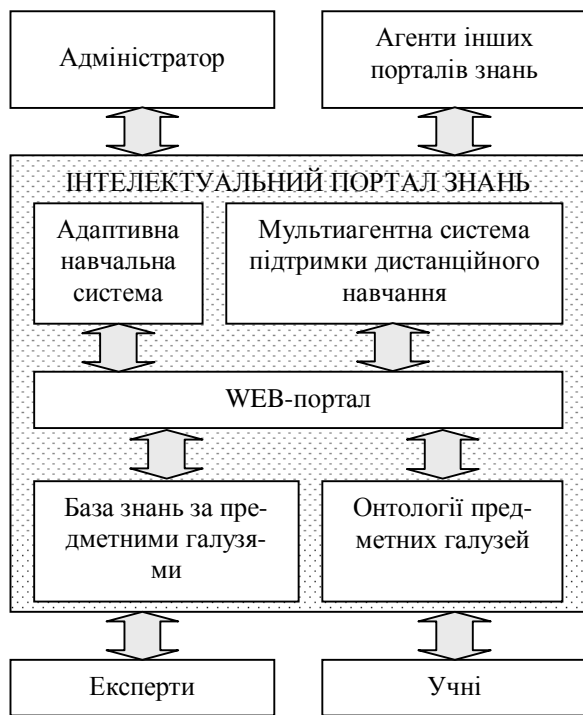 Адміністратор
Агенти інших
порталів знань
ІНТЕЛЕКТУАЛЬНИЙ ПОРТАЛ ЗНАНЬ
Адаптивна
навчальна
система
Мультиагентна система
підтримки дистанційного
навчання
WEB-портал
База знань за пре-
дметними галузя-
ми
Онтології пред-
метних галузей
Експерти
Учні